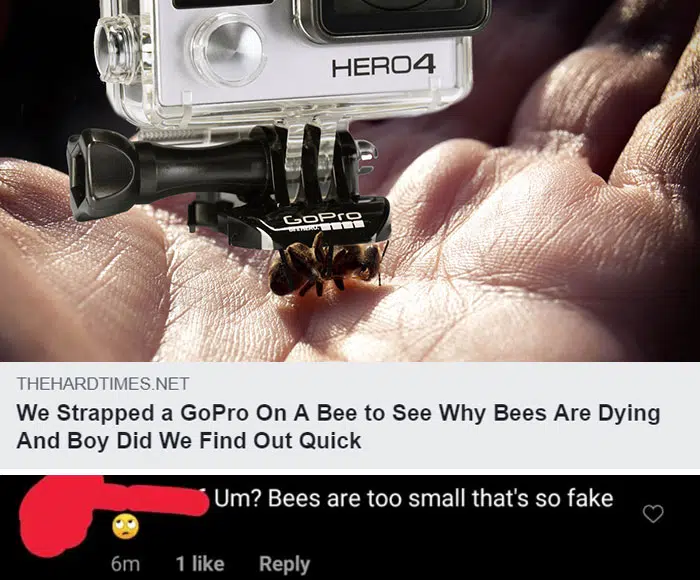 HERO4
GoPro
THEHARDTIMES.NET
We Strapped a GoPro On A Bee to See Why Bees Are Dying
And Boy Did We Find Out Quick
Um? Bees are too small that's so fake
🙄
6m 1 like Reply